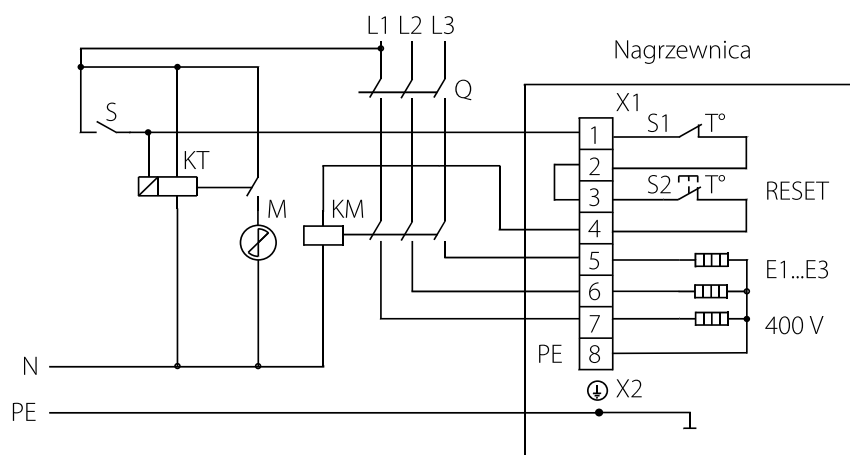 L1 L2 L3
Nagrzewnica
Q
X1
S
1
S1 T°
KT
2
3
S2 T°
RESET
M
KM
4
5
E1...E3
6
7
400 V
PE
8
N
X2
PE